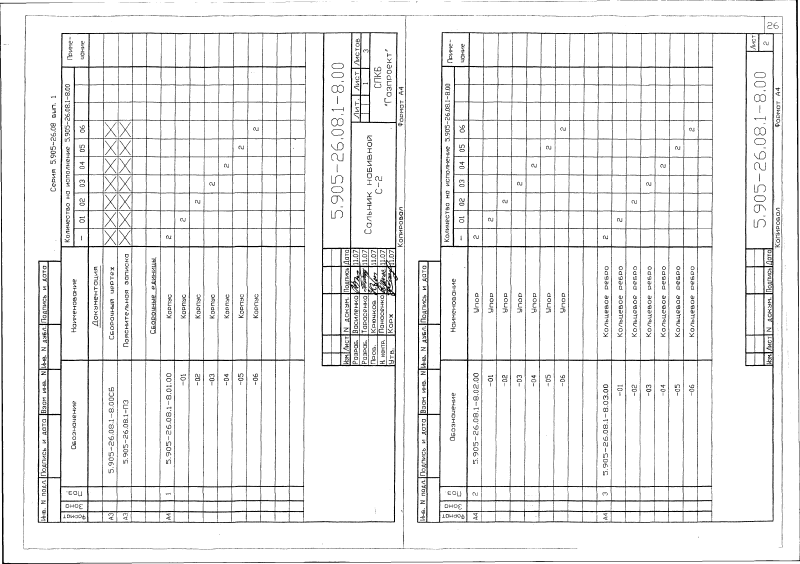 26
Серия 5.905-26.08 вып. 1
Формат Зона Поз. Обозначение Наименование Количество на исполнение 5.905-26.08.1-8.00 Приме-чание
- 01 02 03 04 05 06
Документация
А3 5.905-26.08.1-8.00СБ Сборочный чертеж
А3 5.905-26.08.1-ПЗ Пояснительная записка
Сборочные единицы
А4 1 5.905-26.08.1-8.01.00 Корпус 2
-01 Корпус 2
-02 Корпус 2
-03 Корпус 2
-04 Корпус 2
-05 Корпус 2
-06 Корпус 2
Инв. N подл. Подпись и дата Взам инв. N Инв. N дубл. Подпись и дата
5.905-26.08.1-8.00
Изм. Лист N докум. Подпись Дата
Разраб. Василенко 11.07
Разраб. Тарасенко 11.07
Пров. Крючков 11.07
Н. контр. Панасенко 11.07
Утв. Корж 11.07
Сальник набивной
С-2
Лит. Лист Листов
1 3
СПКБ
"Газпроект"
Копировал Формат А4
Формат Зона Поз. Обозначение Наименование Количество на исполнение 5.905-26.08.1-8.00 Приме-чание
- 01 02 03 04 05 06
А4 2 5.905-26.08.1-8.02.00 Упор 2
-01 Упор 2
-02 Упор 2
-03 Упор 2
-04 Упор 2
-05 Упор 2
-06 Упор 2
А4 3 5.905-26.08.1-8.03.00 Кольцевое ребро 2
-01 Кольцевое ребро 2
-02 Кольцевое ребро 2
-03 Кольцевое ребро 2
-04 Кольцевое ребро 2
-05 Кольцевое ребро 2
-06 Кольцевое ребро 2
Инв. N подл. Подпись и дата Взам инв. N Инв. N дубл. Подпись и дата
Изм. Лист N докум. Подпись Дата
5.905-26.08.1-8.00
Лист
2
Копировал Формат А4